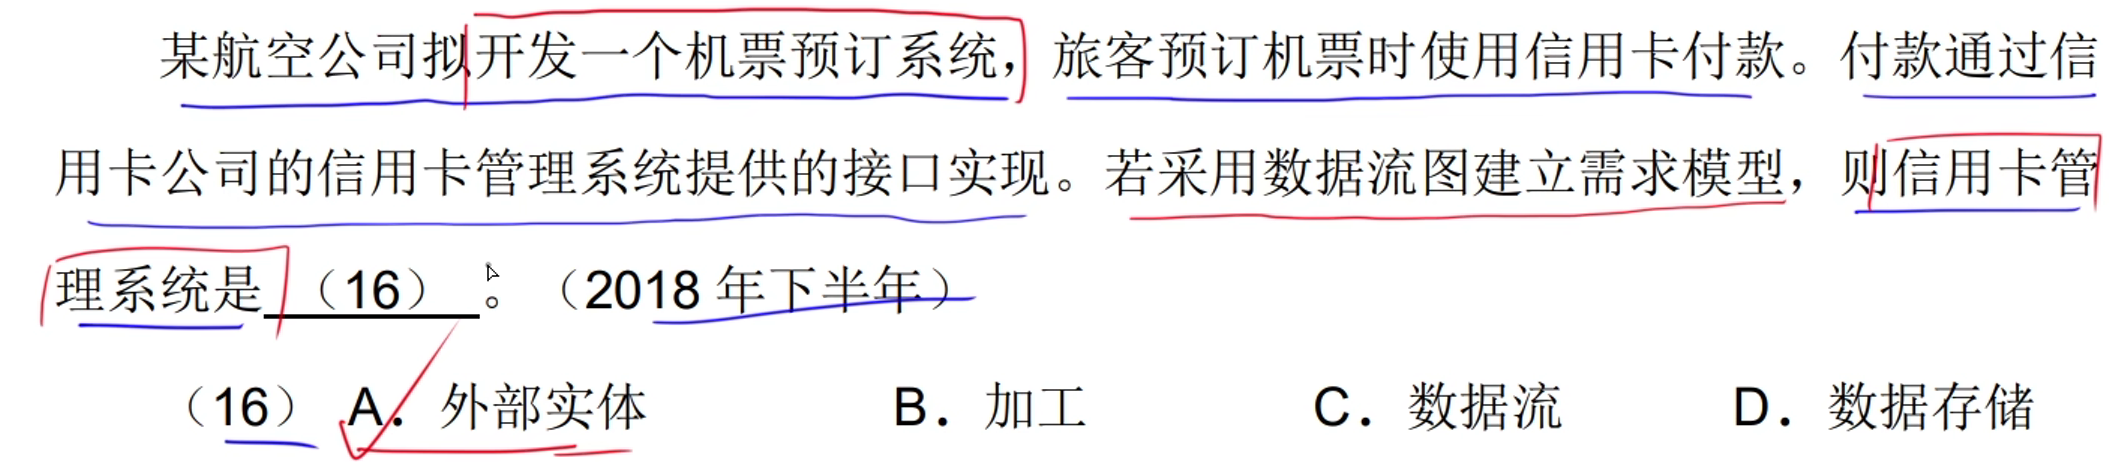 某航空公司拟开发一个机票预订系统，旅客预订机票时使用信用卡付款。付款通过信
用卡公司的信用卡管理系统提供的接口实现。若采用数据流图建立需求模型，则信用卡管
理系统是（16）。（2018 年下半年）
（16） A．外部实体 B．加工 C．数据流 D．数据存储